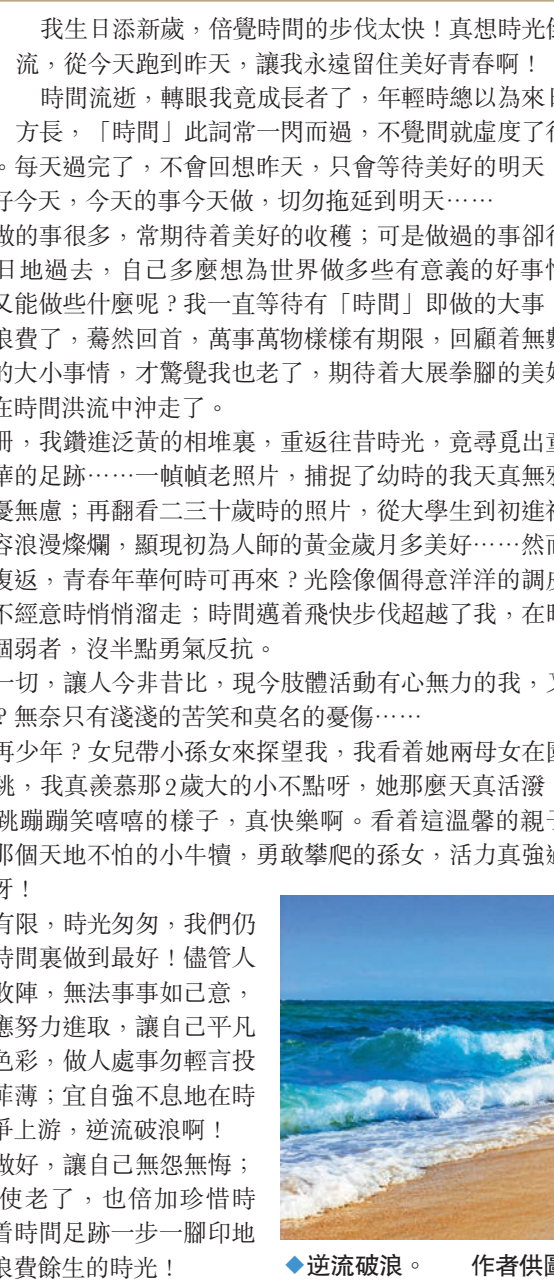 我生日添新歲，倍覺時間的步伐太快！真想時光
流，從今天跑到昨天，讓我永遠留住美好青春啊！
時間流逝，轉眼我竟成長者了，年輕時總以為來日
方長，「時間」此詞常一閃而過，不覺間就虛度了
。每天過完了，不會回想昨天，只會等待美好的明天
好今天，今天的事今天做，切勿拖延到明天……
做的事很多，常期待着美好的收穫；可是做過的事卻
日地過去，自己多麼想為世界做多些有意義的好事
又能做些什麼呢？我一直等待有「時間」即做的大事，
浪費了，驀然回首，萬事萬物樣樣有期限，回顧着無數
的大小事情，才驚覺我也老了，期待着大展拳腳的美好
在時間洪流中沖走了。
冊，我鑽進泛黃的相堆裏，重返往昔時光，竟尋覓出
華的足跡……一幀幀老照片，捕捉了幼時的我天真無邪
憂無慮；再翻看二三十歲時的照片，從大學生到初進
容浪漫燦爛，顯現初為人師的黃金歲月多美好……然而
復返，青春年華何時可再來？光陰像個得意洋洋的調皮
不經意時悄悄溜走；時間邁着飛快步伐超越了我，在時
個弱者，沒半點勇氣反抗。
一切，讓人今非昔比，現今肢體活動有心無力的我，又
？無奈只有淺淺的苦笑和莫名的憂傷……
再少年？女兒帶小孫女來探望我，我看着她兩母女在
跳，我真羨慕那2歲大的小不點呀，她那麼天真活潑，
跳蹦蹦笑嘻嘻的樣子，真快樂啊。看着這溫馨的親子
那個天地不怕的小牛犢，勇敢攀爬的孫女，活力真強
呀！
有限，時光匆匆，我們仍
時間裏做到最好！儘管人
敗陣，無法事事如己意，
應努力進取，讓自己平凡
色彩，做人處事勿輕言投
菲薄；宜自強不息地在時
爭上游，逆流破浪啊！
做好，讓自己無怨無悔；
使老了，也倍加珍惜時
着時間足跡一步一腳印地
浪費餘生的時光！
◆逆流破浪。 作者供圖